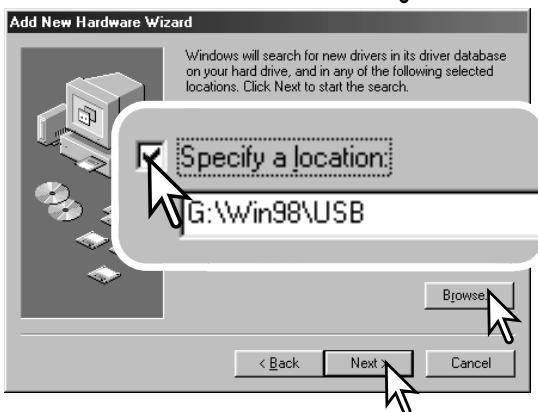 Add New Hardware Wizard
Windows will search for new drivers in its driver database
on your hard drive, and in any of the following selected
locations. Click Next to start the search.
Specify a location:
G:\Win98\USB
Browse...
< Back Next > Cancel